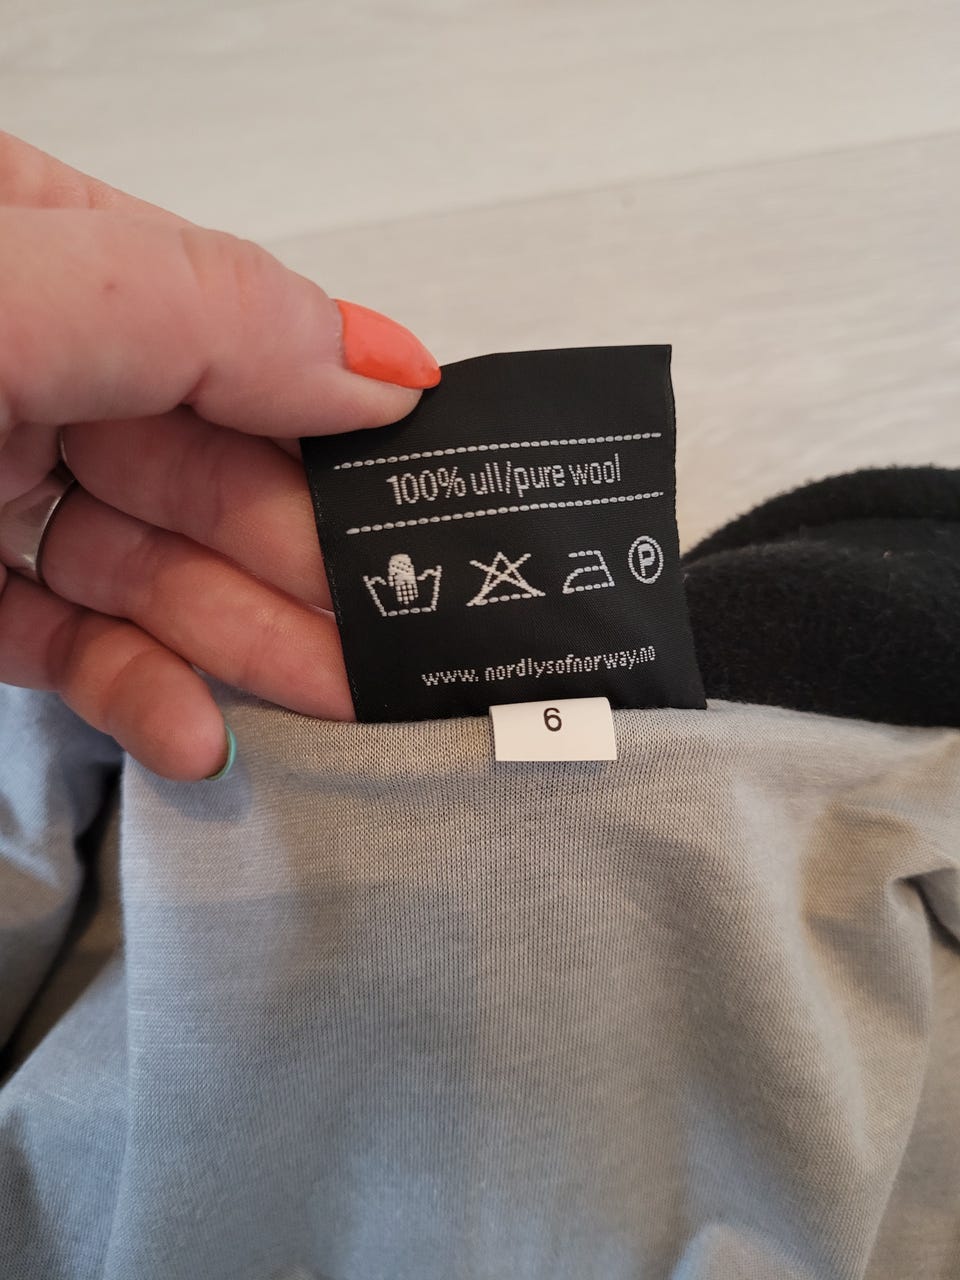 100% ull/pure wool
P
www. nordlysofnorway.no
6